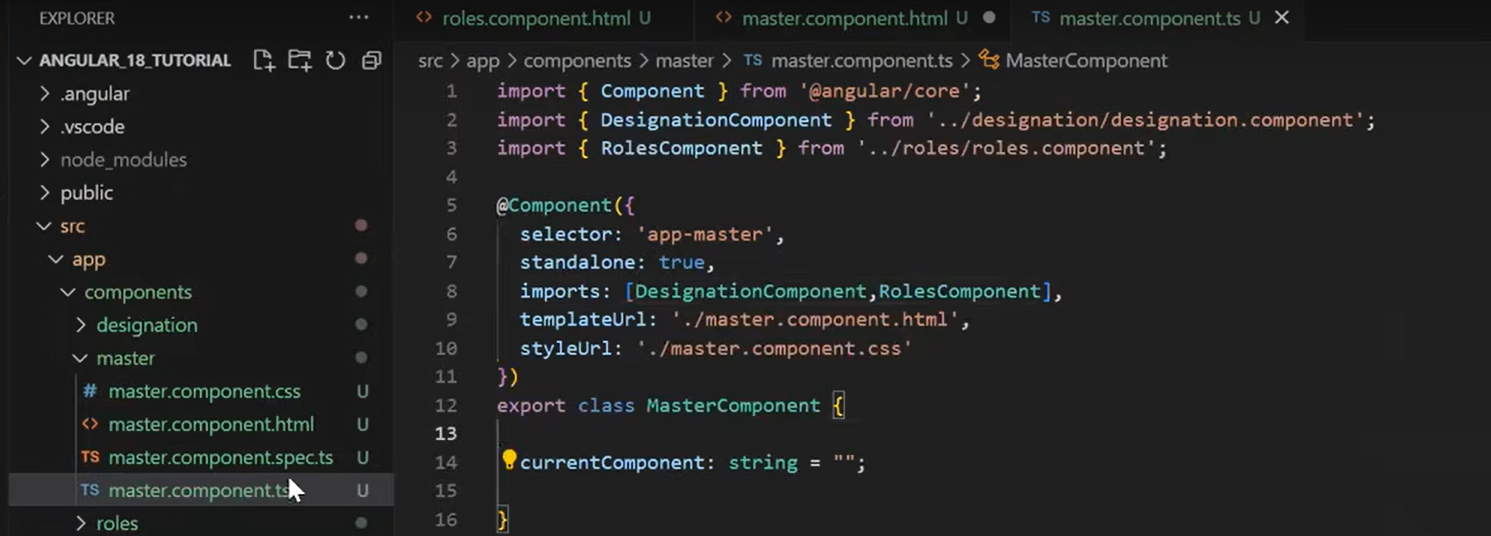 EXPLORER
ANGULAR_18_TUTORIAL
.angular
.vscode
node_modules
public
src
app
components
designation
master
# master.component.css U
<> master.component.html U
TS master.component.spec.ts U
TS master.component.ts U
roles
<> roles.component.html U
<> master.component.html U
TS master.component.ts U
src > app > components > master > TS master.component.ts > MasterComponent
1 import { Component } from '@angular/core';
2 import { DesignationComponent } from '../designation/designation.component';
3 import { RolesComponent } from '../roles/roles.component';
4
5 @Component({
6 selector: 'app-master',
7 standalone: true,
8 imports: [DesignationComponent,RolesComponent],
9 templateUrl: './master.component.html',
10 styleUrl: './master.component.css'
11 })
12 export class MasterComponent {
13
14 currentComponent: string = "";
15
16 }